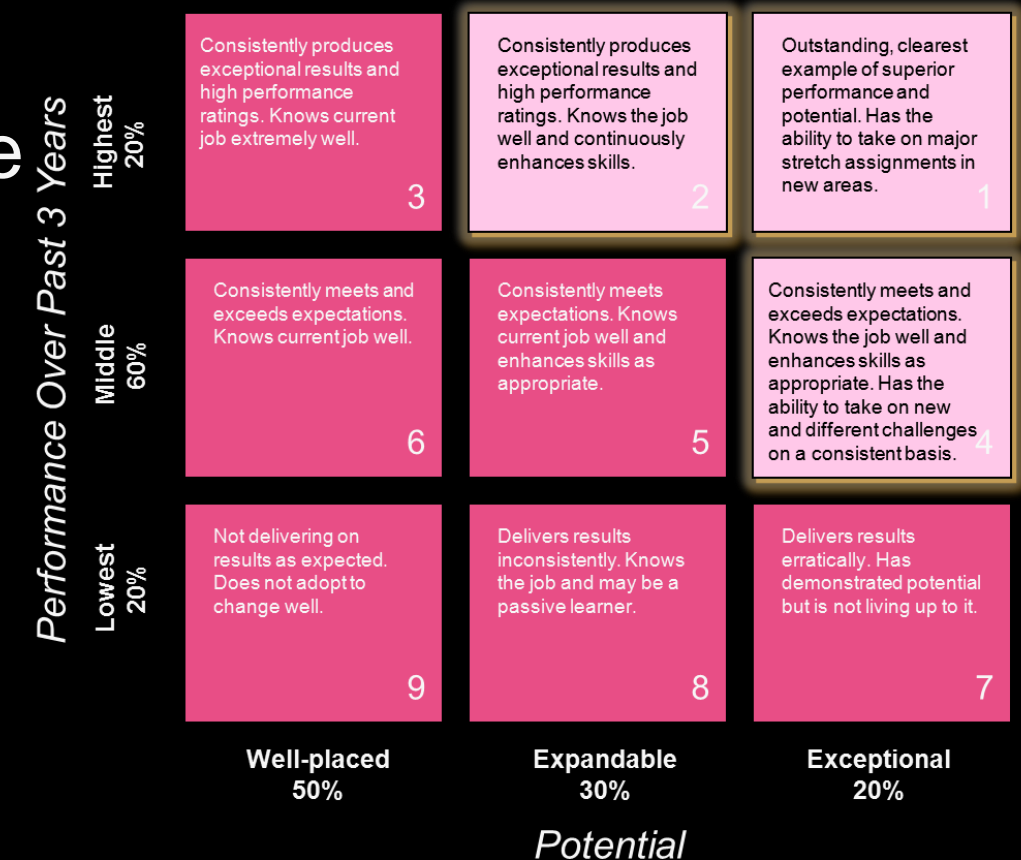 e
Performance Over Past 3 Years
Highest
20%
Consistently produces
exceptional results and
high performance
ratings. Knows current
job extremely well.
3
Consistently produces
exceptional results and
high performance
ratings. Knows the job
well and continuously
enhances skills.
2
Outstanding, clearest
example of superior
performance and
potential. Has the
ability to take on major
stretch assignments in
new areas.
1
Middle
60%
Consistently meets and
exceeds expectations.
Knows current job well.
6
Consistently meets
expectations. Knows
current job well and
enhances skills as
appropriate.
5
Consistently meets and
exceeds expectations.
Knows the job well and
enhances skills as
appropriate. Has the
ability to take on new
and different challenges
on a consistent basis.
4
Lowest
20%
Not delivering on
results as expected.
Does not adopt to
change well.
9
Delivers results
inconsistently. Knows
the job and may be a
passive learner.
8
Delivers results
erratically. Has
demonstrated potential
but is not living up to it.
7
Well-placed
50%
Expandable
30%
Exceptional
20%
Potential